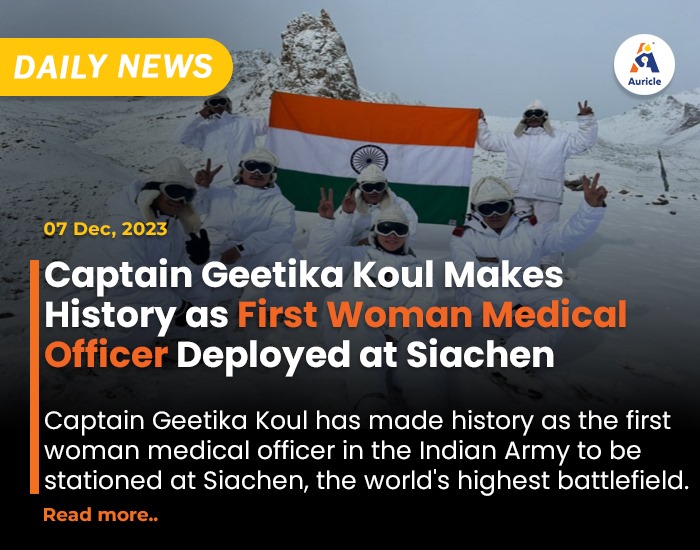 DAILY NEWS
Auricle
07 Dec, 2023
Captain Geetika Koul Makes
History as First Woman Medical
Officer Deployed at Siachen
Captain Geetika Koul has made history as the first
woman medical officer in the Indian Army to be
stationed at Siachen, the world's highest battlefield.
Read more..